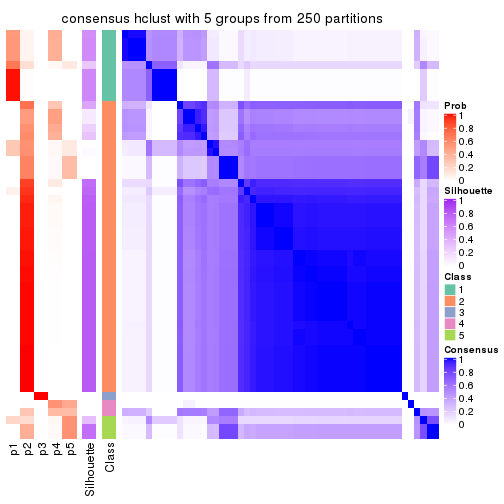 consensus hclust with 5 groups from 250 partitions
Prob
1
0.8
0.6
0.4
0.2
0
Silhouette
1
0.8
0.6
0.4
0.2
0
Class
1
2
3
4
5
Consensus
1
0.8
0.6
0.4
0.2
0
p1
p2
p3
p4
p5
Silhouette
Class